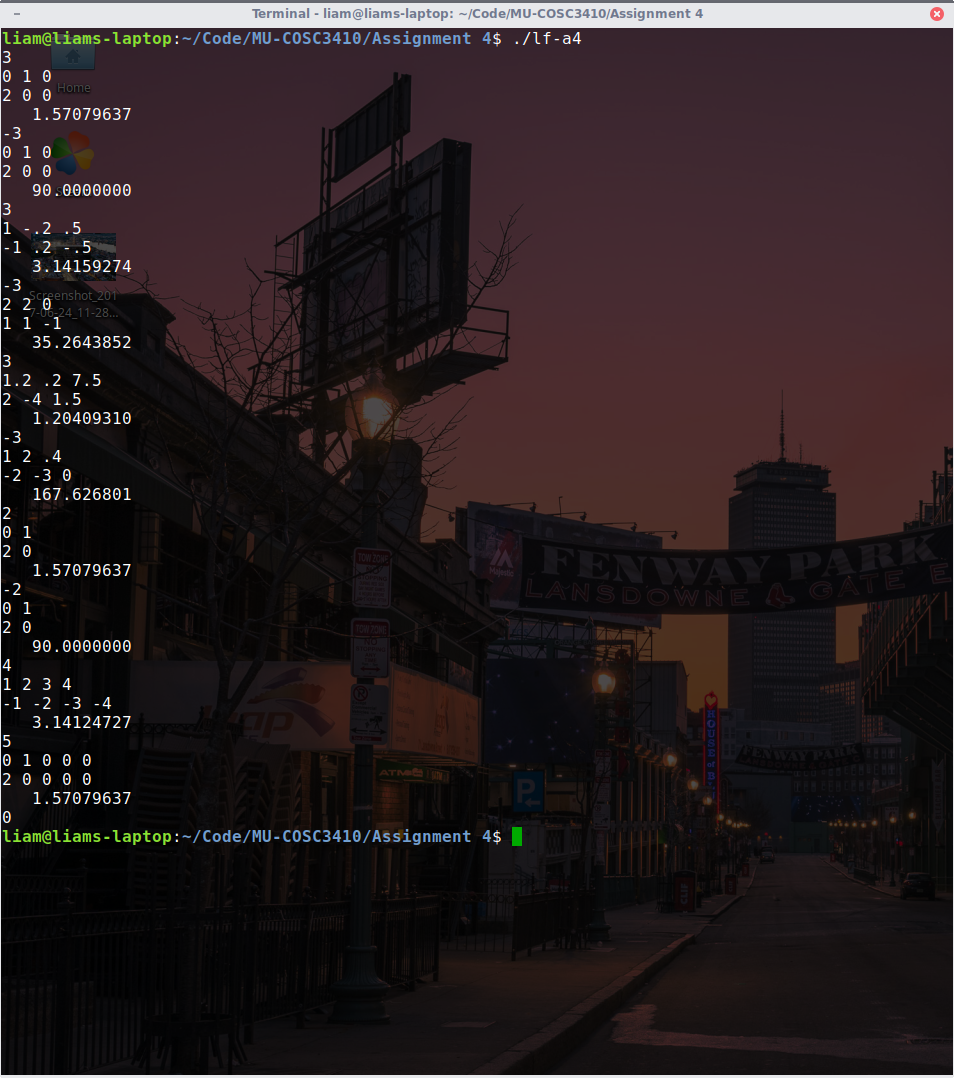 Terminal - liam@liams-laptop: ~/Code/MU-COSC3410/Assignment 4
liam@liams-laptop:~/Code/MU-COSC3410/Assignment 4$ ./lf-a4
3
0 1 0
2 0 0
1.57079637
-3
0 1 0
2 0 0
90.0000000
3
1 -.2 .5
-1 .2 -.5
3.14159274
-3
2 2 0
1 1 -1
35.2643852
3
1.2 .2 7.5
2 -4 1.5
1.20409310
-3
1 2 .4
-2 -3 0
167.626801
2
0 1
2 0
1.57079637
-2
0 1
2 0
90.0000000
4
1 2 3 4
-1 -2 -3 -4
3.14124727
5
0 1 0 0 0
2 0 0 0 0
1.57079637
0
liam@liams-laptop:~/Code/MU-COSC3410/Assignment 4$
Home
Screenshot_201
7-06-24_11-28...
Majestic
FENWAY PARK
LANSDOWNE GATE E
TOW ZONE
TOW ZONE
ATM
P
HOUSE of B
FENWAY PARK